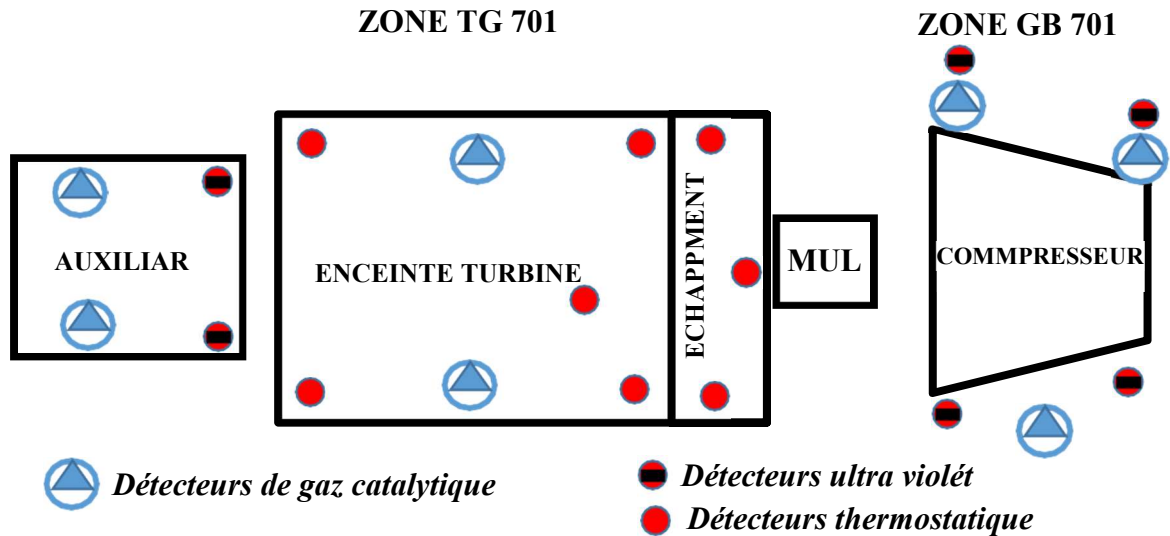 ZONE TG 701
ZONE GB 701
AUXILIAR
ENCEINTE TURBINE
ECHAPPMENT
MUL
COMMPRESSEUR
Détecteurs de gaz catalytique
Détecteurs ultra violét
Détecteurs thermostatique